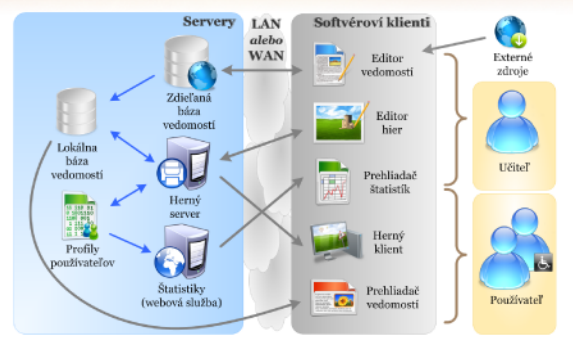 Servery
LAN
alebo
WAN
Softvéroví klienti
Zdieľaná
báza
vedomostí
Lokálna
báza
vedomostí
Herný
server
Profily
používateľov
Štatistiky
(webová služba)
Editor
vedomostí
Editor
hier
Prehliadač
štatistík
Herný
klient
Prehliadač
vedomostí
Externé
zdroje
Učiteľ
Používateľ